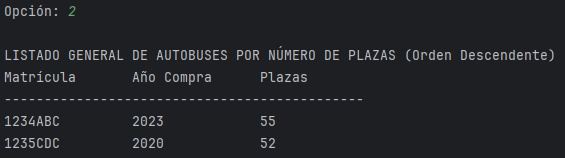 Opción: 2
LISTADO GENERAL DE AUTOBUSES POR NÚMERO DE PLAZAS (Orden Descendente)
Matrícula       Año Compra      Plazas
---------------------------------------------
1234ABC         2023            55
1235CDC         2020            52